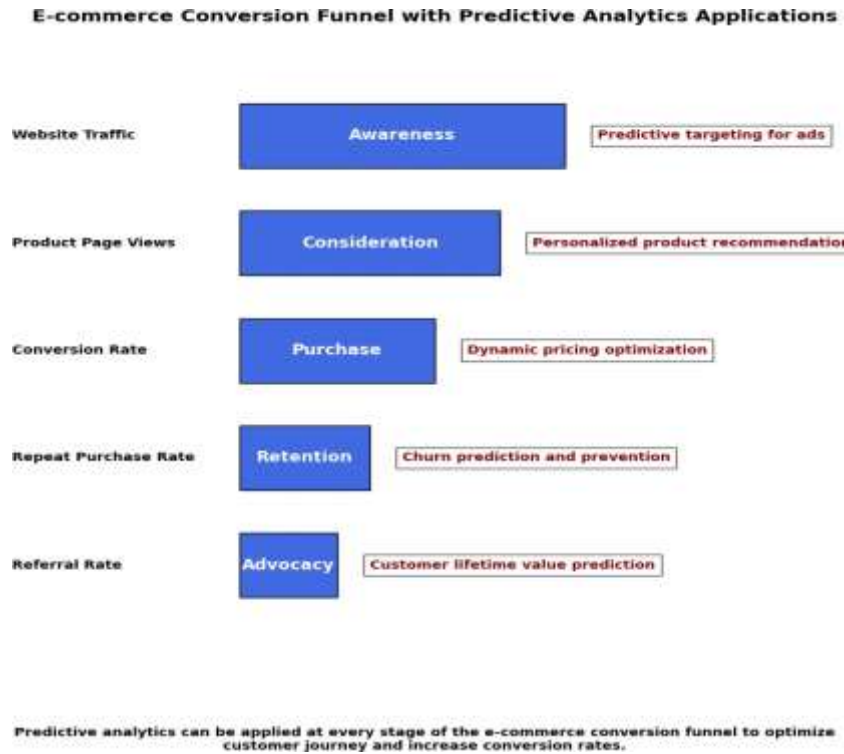 E-commerce Conversion Funnel with Predictive Analytics Applications
Website Traffic
Awareness
Predictive targeting for ads
Product Page Views
Consideration
Personalized product recommendation
Conversion Rate
Purchase
Dynamic pricing optimization
Repeat Purchase Rate
Retention
Churn prediction and prevention
Referral Rate
Advocacy
Customer lifetime value prediction
Predictive analytics can be applied at every stage of the e-commerce conversion funnel to optimize
customer journey and increase conversion rates.